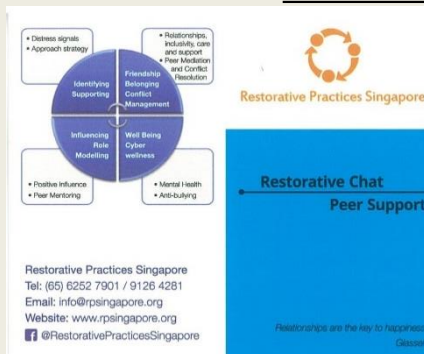 • Distress signals
• Approach strategy
• Relationships,
inclusivity, care
and support
• Peer Mediation
and Conflict
Resolution
Identifying
Supporting
Friendship
Belonging
Conflict
Management
Influencing
Role
Modelling
Well Being
Cyber
wellness
• Positive Influence
• Peer Mentoring
• Mental Health
• Anti-bullying
Restorative Practices Singapore
Tel: (65) 6252 7901 / 9126 4281
Email: info@rpsingapore.org
Website: www.rpsingapore.org
f @RestorativePracticesSingapore
Restorative Practices Singapore
Restorative Chat
Peer Support
Relationships are the key to happiness
Glasser